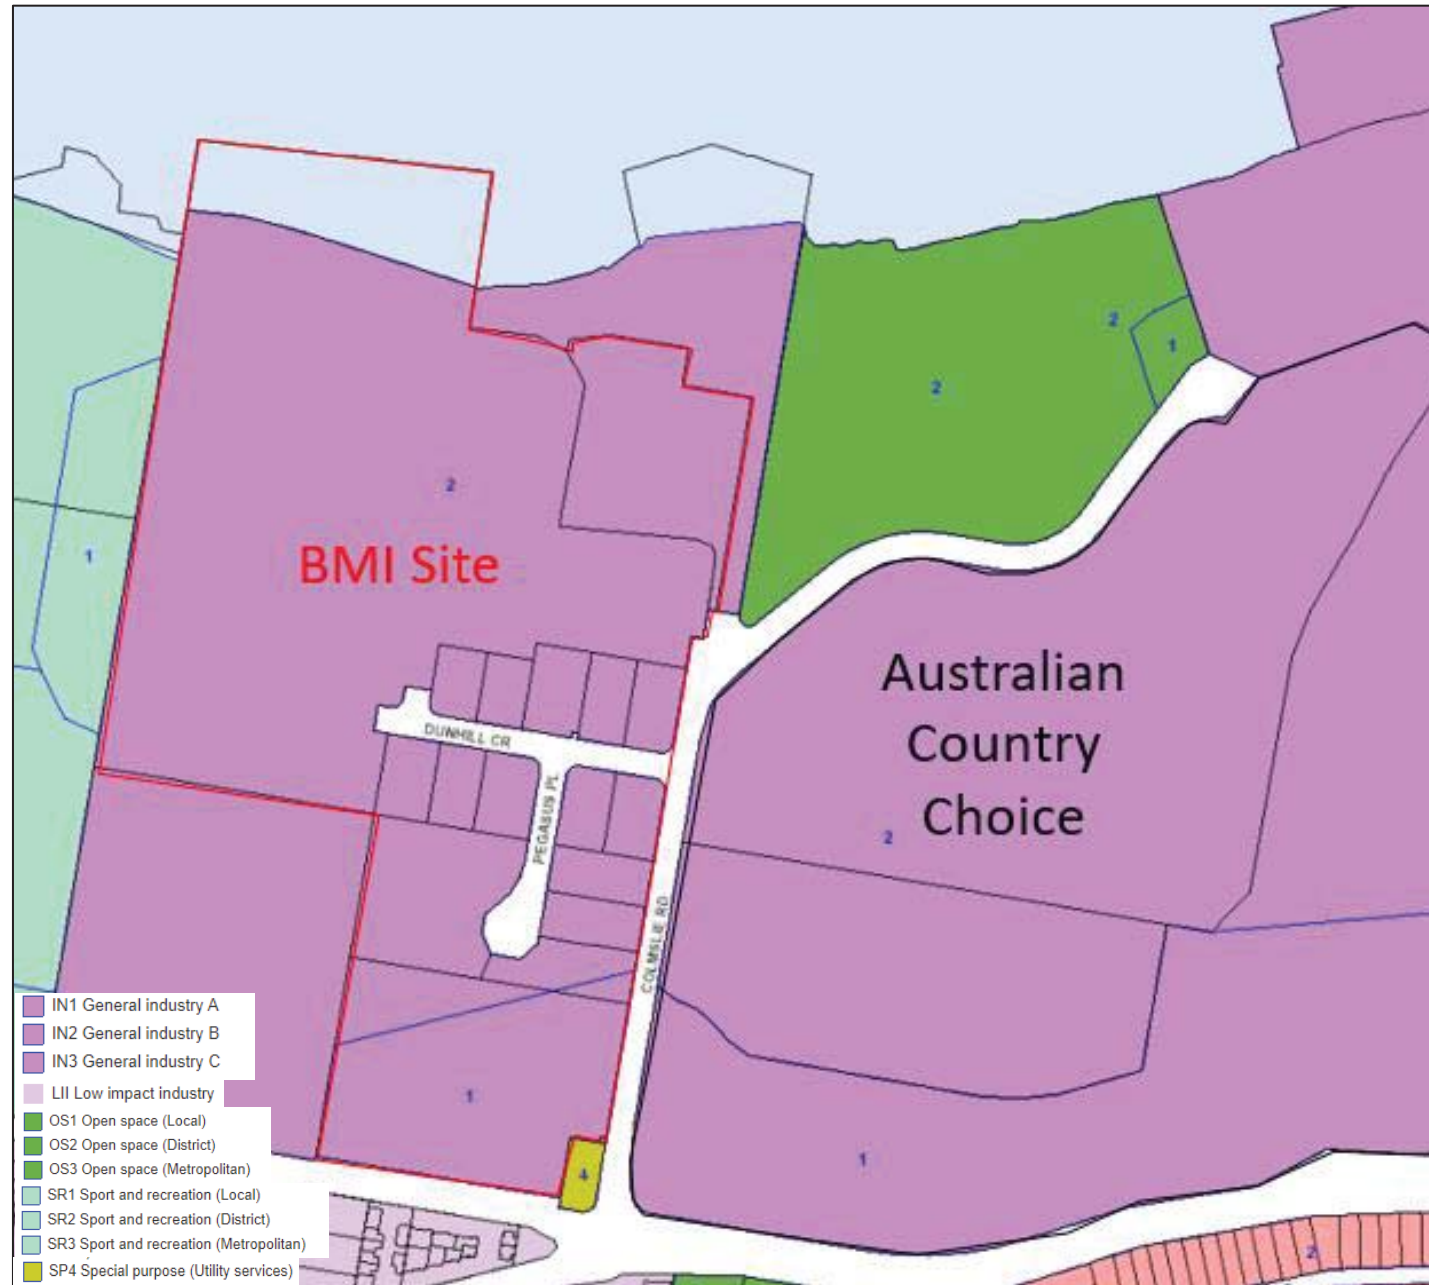 2
1
2
2
BMI Site
1
Australian
Country
Choice
DUNHILL CR
PEGASUS PL
2
COLMSLIE RD
1
1
4
2
IN1 General industry A
IN2 General industry B
IN3 General industry C
LII Low impact industry
OS1 Open space (Local)
OS2 Open space (District)
OS3 Open space (Metropolitan)
SR1 Sport and recreation (Local)
SR2 Sport and recreation (District)
SR3 Sport and recreation (Metropolitan)
SP4 Special purpose (Utility services)